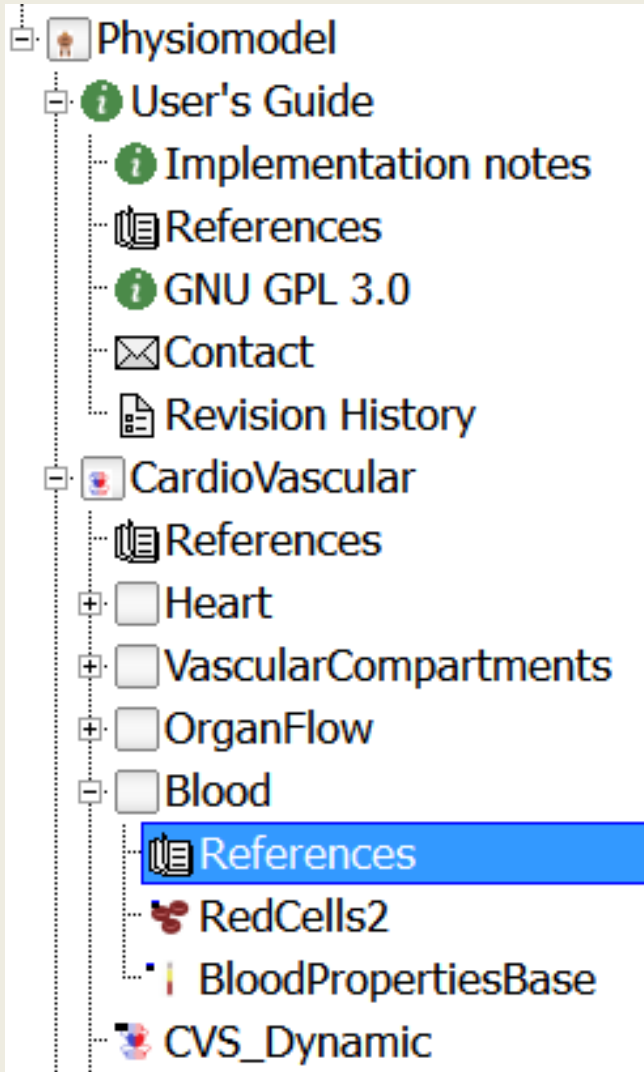 Physiomodel
User's Guide
Implementation notes
References
GNU GPL 3.0
Contact
Revision History
CardioVascular
References
Heart
VascularCompartments
OrganFlow
Blood
References
RedCells2
BloodPropertiesBase
CVS_Dynamic